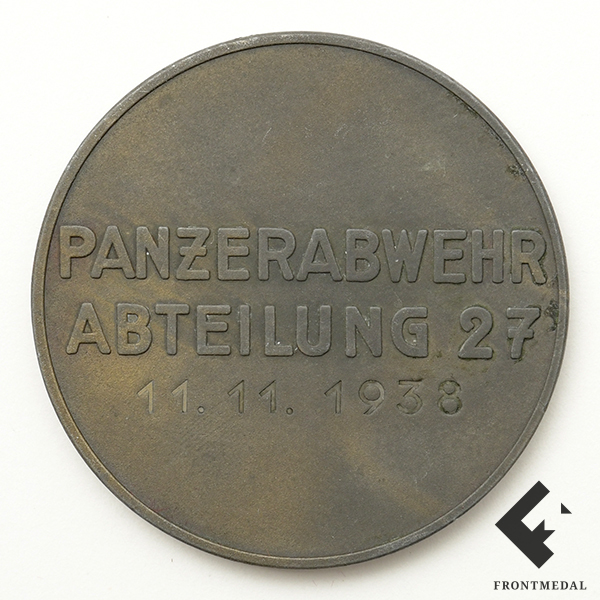 PANZERABWEHR
ABTEILUNG 27
11. 11. 1938
FRONTMEDAL